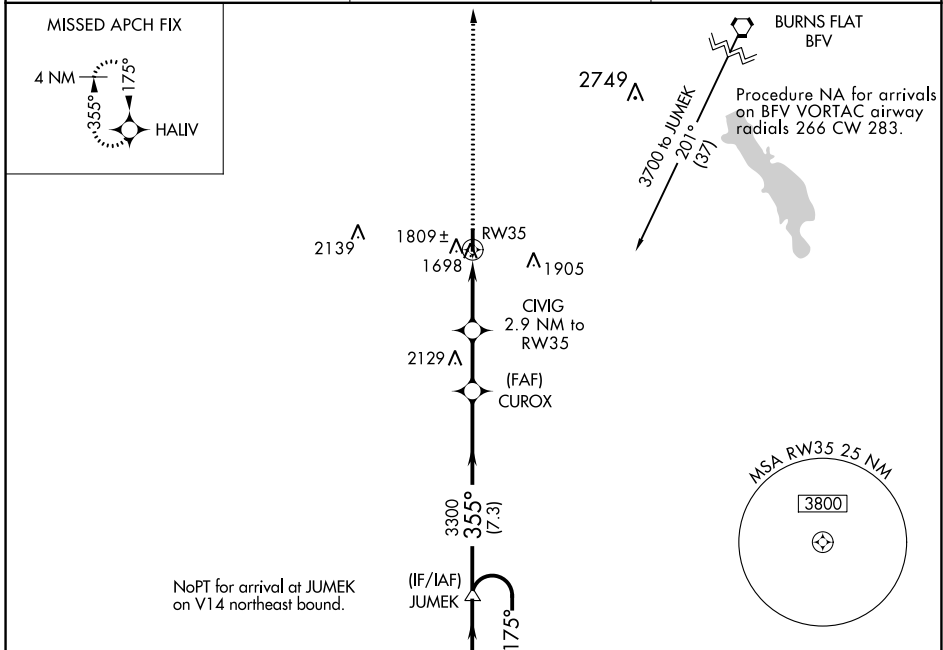 MISSED APCH FIX
4 NM
355°
175°
HALIV
BURNS FLAT
BFV
2749
Procedure NA for arrivals
on BFV VORTAC airway
radials 266 CW 283.
3700 to JUMEK
201°
(37)
2139
1809±
RW35
1698
1905
CIVIG
2.9 NM to
RW35
2129
(FAF)
CUROX
MSA RW35 25 NM
3800
3300
355°
(7.3)
NoPT for arrival at JUMEK
on V14 northeast bound.
(IF/IAF)
JUMEK
175°